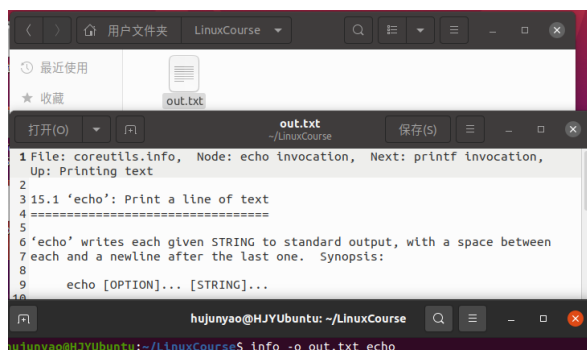 用户文件夹 LinuxCourse
最近使用
收藏
out.txt
打开(O)
out.txt
~/LinuxCourse
保存(S)
1 File: coreutils.info,  Node: echo invocation,  Next: printf invocation,
Up: Printing text
2
3 15.1 ‘echo’: Print a line of text
4 =================================
5
6 ‘echo’ writes each given STRING to standard output, with a space between
7 each and a newline after the last one.  Synopsis:
8
9      echo [OPTION]... [STRING]...
10
hujunyao@HJYUbuntu: ~/LinuxCourse
hujunyao@HJYUbuntu:~/LinuxCourse$ info -o out.txt echo